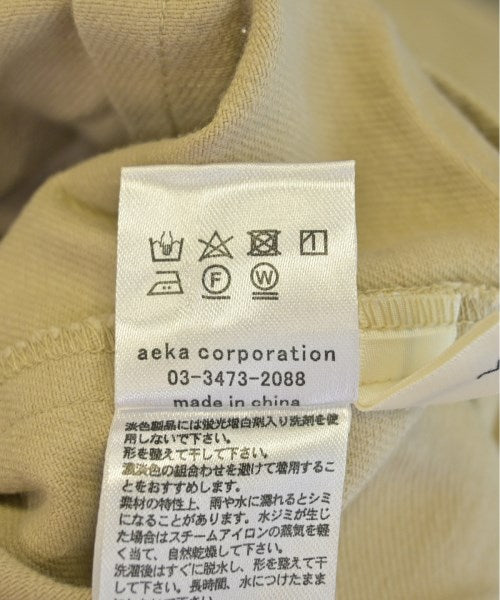 F W
aeka corporation
03-3473-2088
made in china
淡色製品には蛍光増白剤入り洗剤を使
用しないで下さい。
形を整えて干して下さい。
濃淡色の組合わせを避けて着用するこ
とをおすすめします。
素材の特性上、雨や水に濡れるとシミ
になることがあります。水ジミが生じ
た場合はスチームアイロンの蒸気を軽
く当て、自然乾燥して下さい。
洗濯後はすぐに脱水し、形を整えて干
して下さい。長時間、水につけたまま